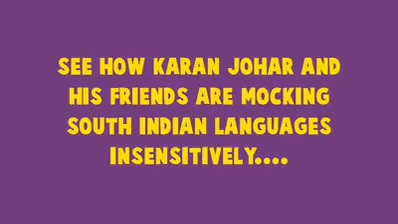 SEE HOW KARAN JOHAR AND
HIS FRIENDS ARE MOCKING
SOUTH INDIAN LANGUAGES
INSENSITIVELY....